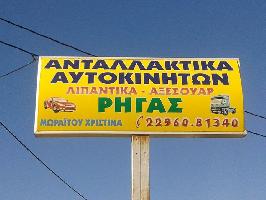 ΑΝΤΑΛΛΑΚΤΙΚΑ
ΑΥΤΟΚΙΝΗΤΩΝ
ΛΙΠΑΝΤΙΚΑ - ΑΞΕΣΟΥΑΡ
ΡΗΓΑΣ
ΜΩΡΑΪΤΟΥ ΧΡΙΣΤΙΝΑ 22960.81340